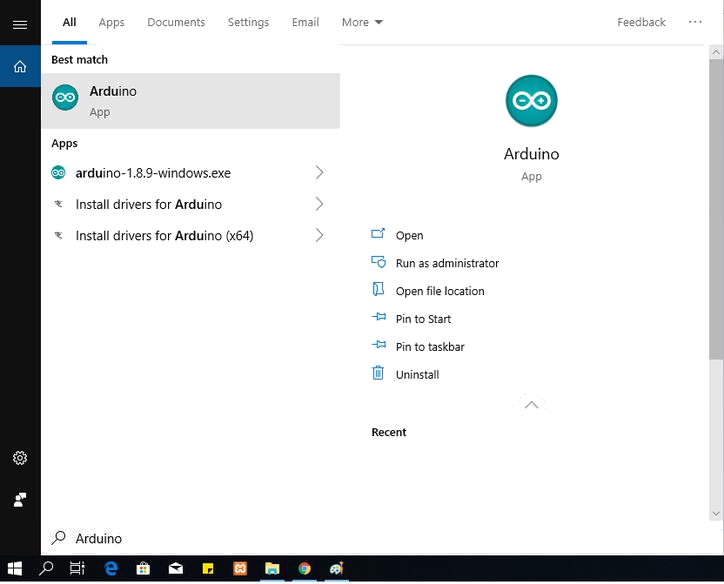 All Apps Documents Settings Email More Feedback
Best match
Arduino
App
Apps
arduino-1.8.9-windows.exe
Install drivers for Arduino
Install drivers for Arduino (x64)
Arduino
App
Open
Run as administrator
Open file location
Pin to Start
Pin to taskbar
Uninstall
Recent
Arduino